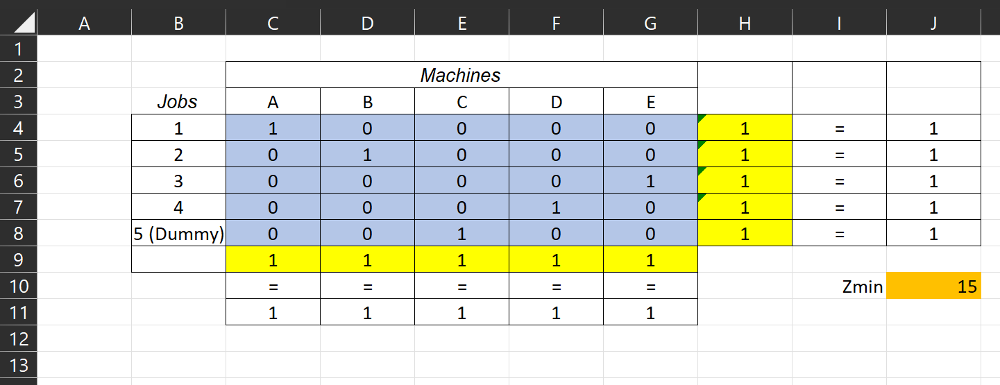 A B C D E F G H I J
1
2 Machines
3 Jobs A B C D E
4 1 1 0 0 0 0 1 = 1
5 2 0 1 0 0 0 1 = 1
6 3 0 0 0 0 1 1 = 1
7 4 0 0 0 1 0 1 = 1
8 5 (Dummy) 0 0 1 0 0 1 = 1
9 1 1 1 1 1
10 = = = = = Zmin 15
11 1 1 1 1 1
12
13